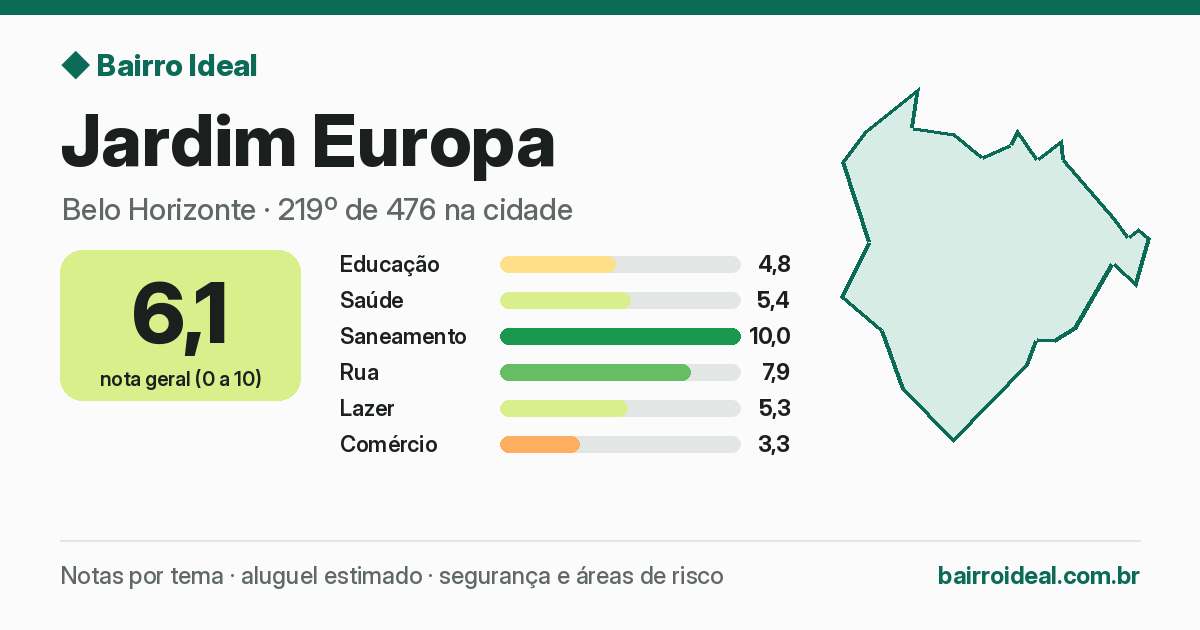 Bairro Ideal
Jardim Europa
Belo Horizonte · 219º de 476 na cidade
6,1
nota geral (0 a 10)
Educação 4,8
Saúde 5,4
Saneamento 10,0
Rua 7,9
Lazer 5,3
Comércio 3,3
Notas por tema · aluguel estimado · segurança e áreas de risco
bairroideal.com.br